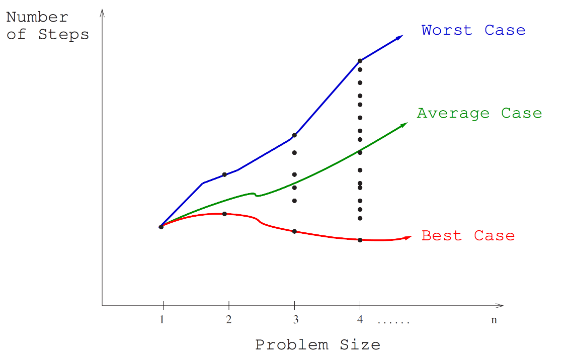 Number
of Steps
Worst Case
Average Case
Best Case
1 2 3 4 ...... n
Problem Size